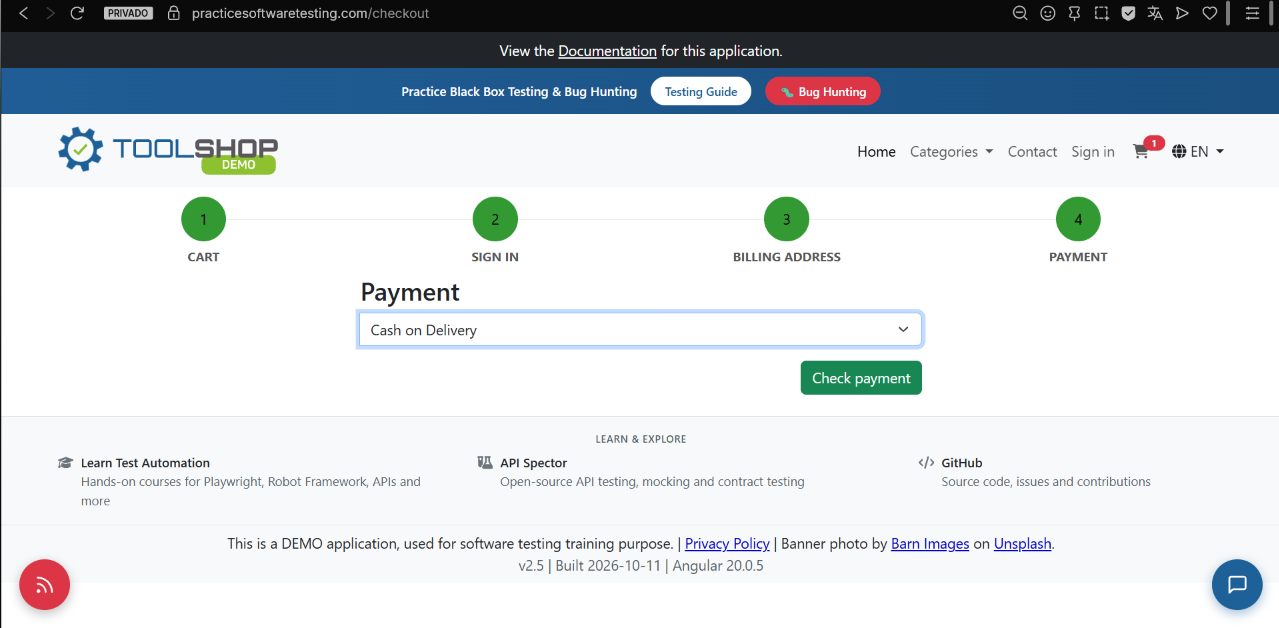 PRIVADO practicesoftwaretesting.com/checkout
View the Documentation for this application.
Practice Black Box Testing & Bug Hunting Testing Guide Bug Hunting
TOOLSHOP
DEMO
Home Categories Contact Sign in 1 EN
1 2 3 4
CART SIGN IN BILLING ADDRESS PAYMENT
Payment
Cash on Delivery
Check payment
LEARN & EXPLORE
Learn Test Automation
Hands-on courses for Playwright, Robot Framework, APIs and
more
API Spector
Open-source API testing, mocking and contract testing
GitHub
Source code, issues and contributions
This is a DEMO application, used for software testing training purpose. | Privacy Policy | Banner photo by Barn Images on Unsplash.
v2.5 | Built 2026-10-11 | Angular 20.0.5